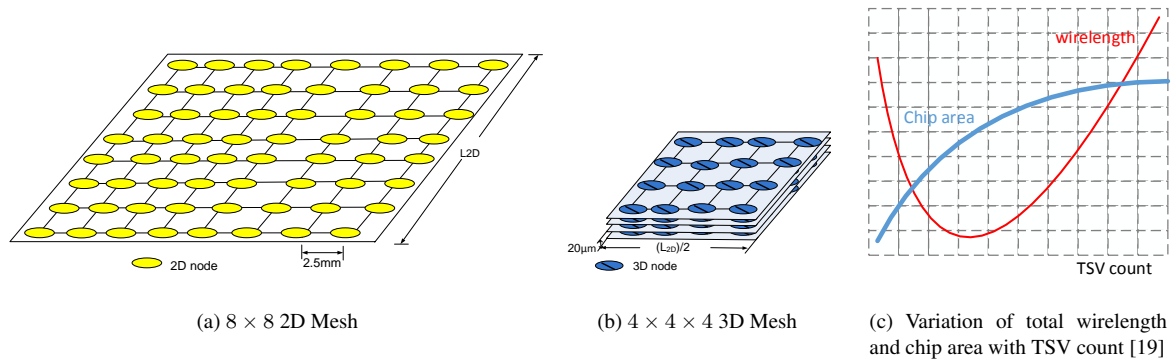 L2D
2D node
2.5mm
(a) 8 × 8 2D Mesh
20μm
(L2D)/2
3D node
(b) 4 × 4 × 4 3D Mesh
wirelength
Chip area
TSV count
(c) Variation of total wirelength
and chip area with TSV count [19]